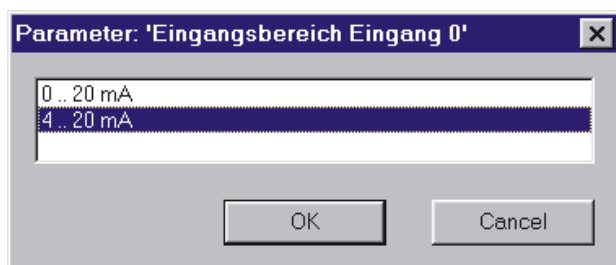 Parameter: 'Eingangsbereich Eingang 0'
0 .. 20 mA
4 .. 20 mA
OK
Cancel